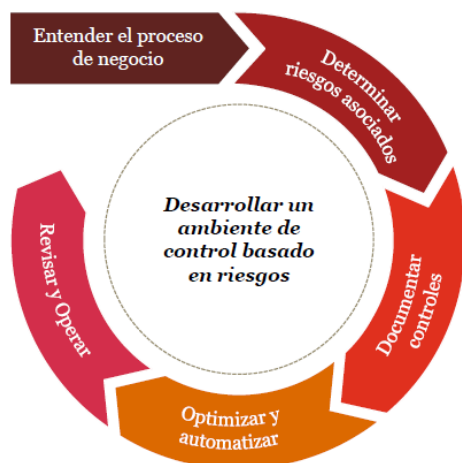 Entender el proceso
de negocio
Determinar
riesgos asociados
Documentar
controles
Optimizar y
automatizar
Revisar y Operar
Desarrollar un
ambiente de
control basado
en riesgos